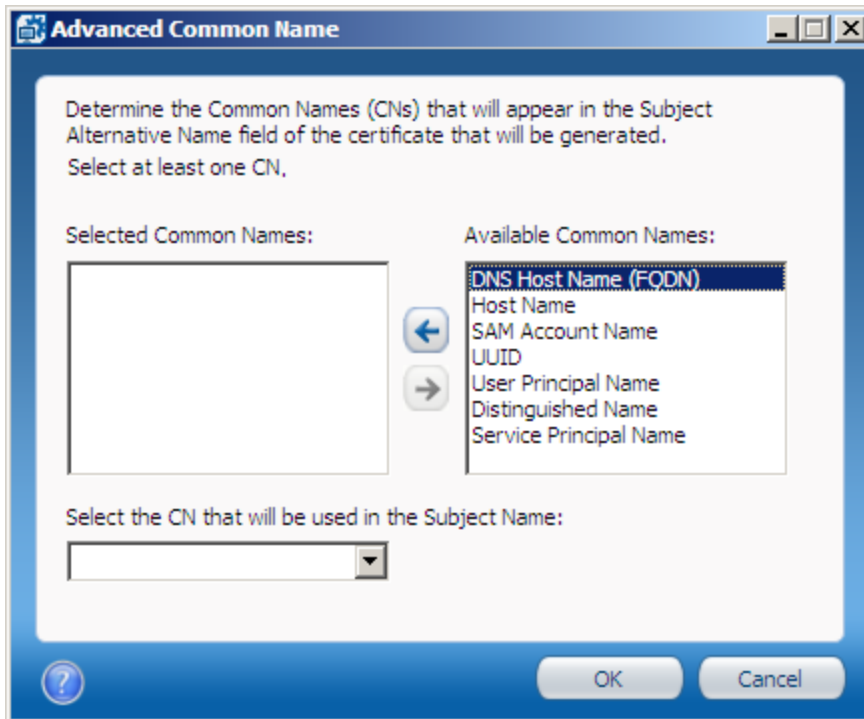 Advanced Common Name
Determine the Common Names (CNs) that will appear in the Subject
Alternative Name field of the certificate that will be generated.
Select at least one CN.
Selected Common Names:
Available Common Names:
DNS Host Name (FQDN)
Host Name
SAM Account Name
UUID
User Principal Name
Distinguished Name
Service Principal Name
Select the CN that will be used in the Subject Name:
?
OK
Cancel